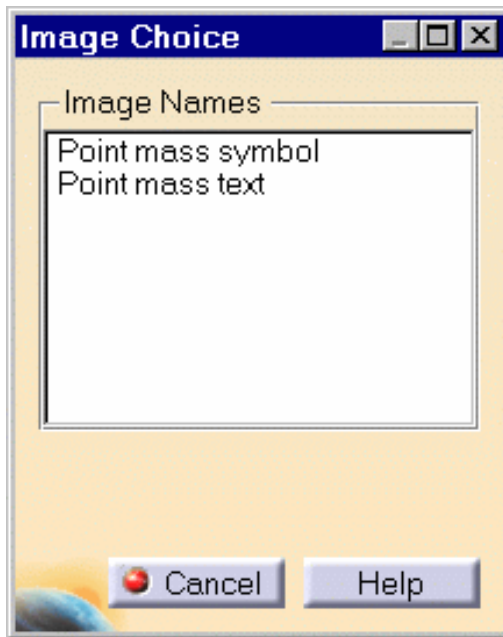 Image Choice
Image Names
Point mass symbol
Point mass text
Cancel
Help